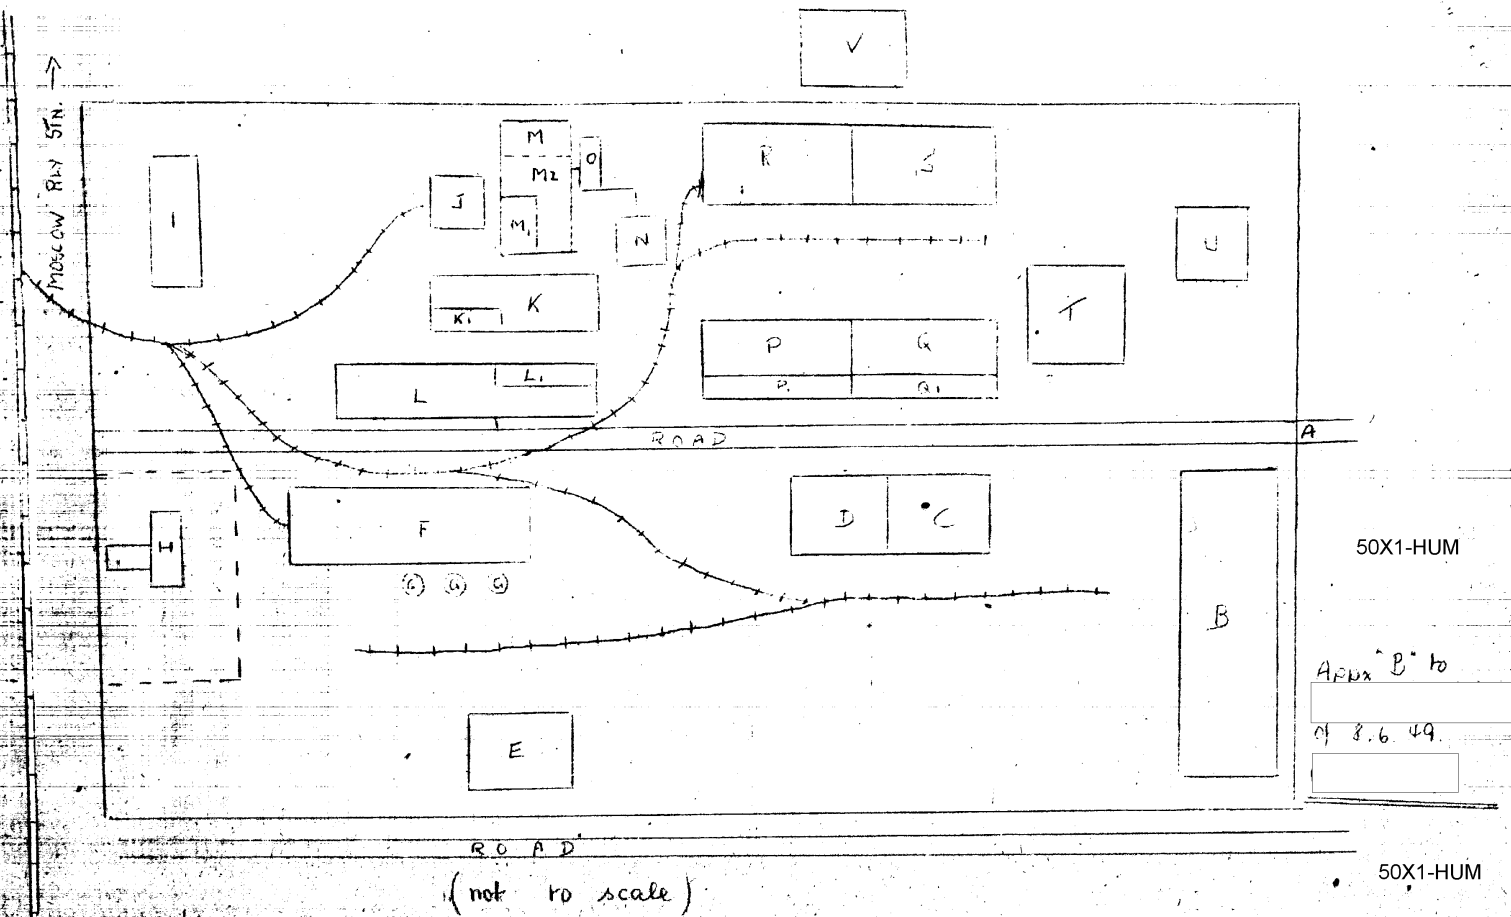 V
MOSCOW RLY STN. →
I
J
M
M2
M1
O
N
R
S
U
K
K1
T
P
Q
P1
Q1
L
L1
ROAD
A
H
F
G G G
D
C
B
50X1-HUM
APPX "B" to
of 8.6.49.
E
ROAD
(not to scale)
50X1-HUM